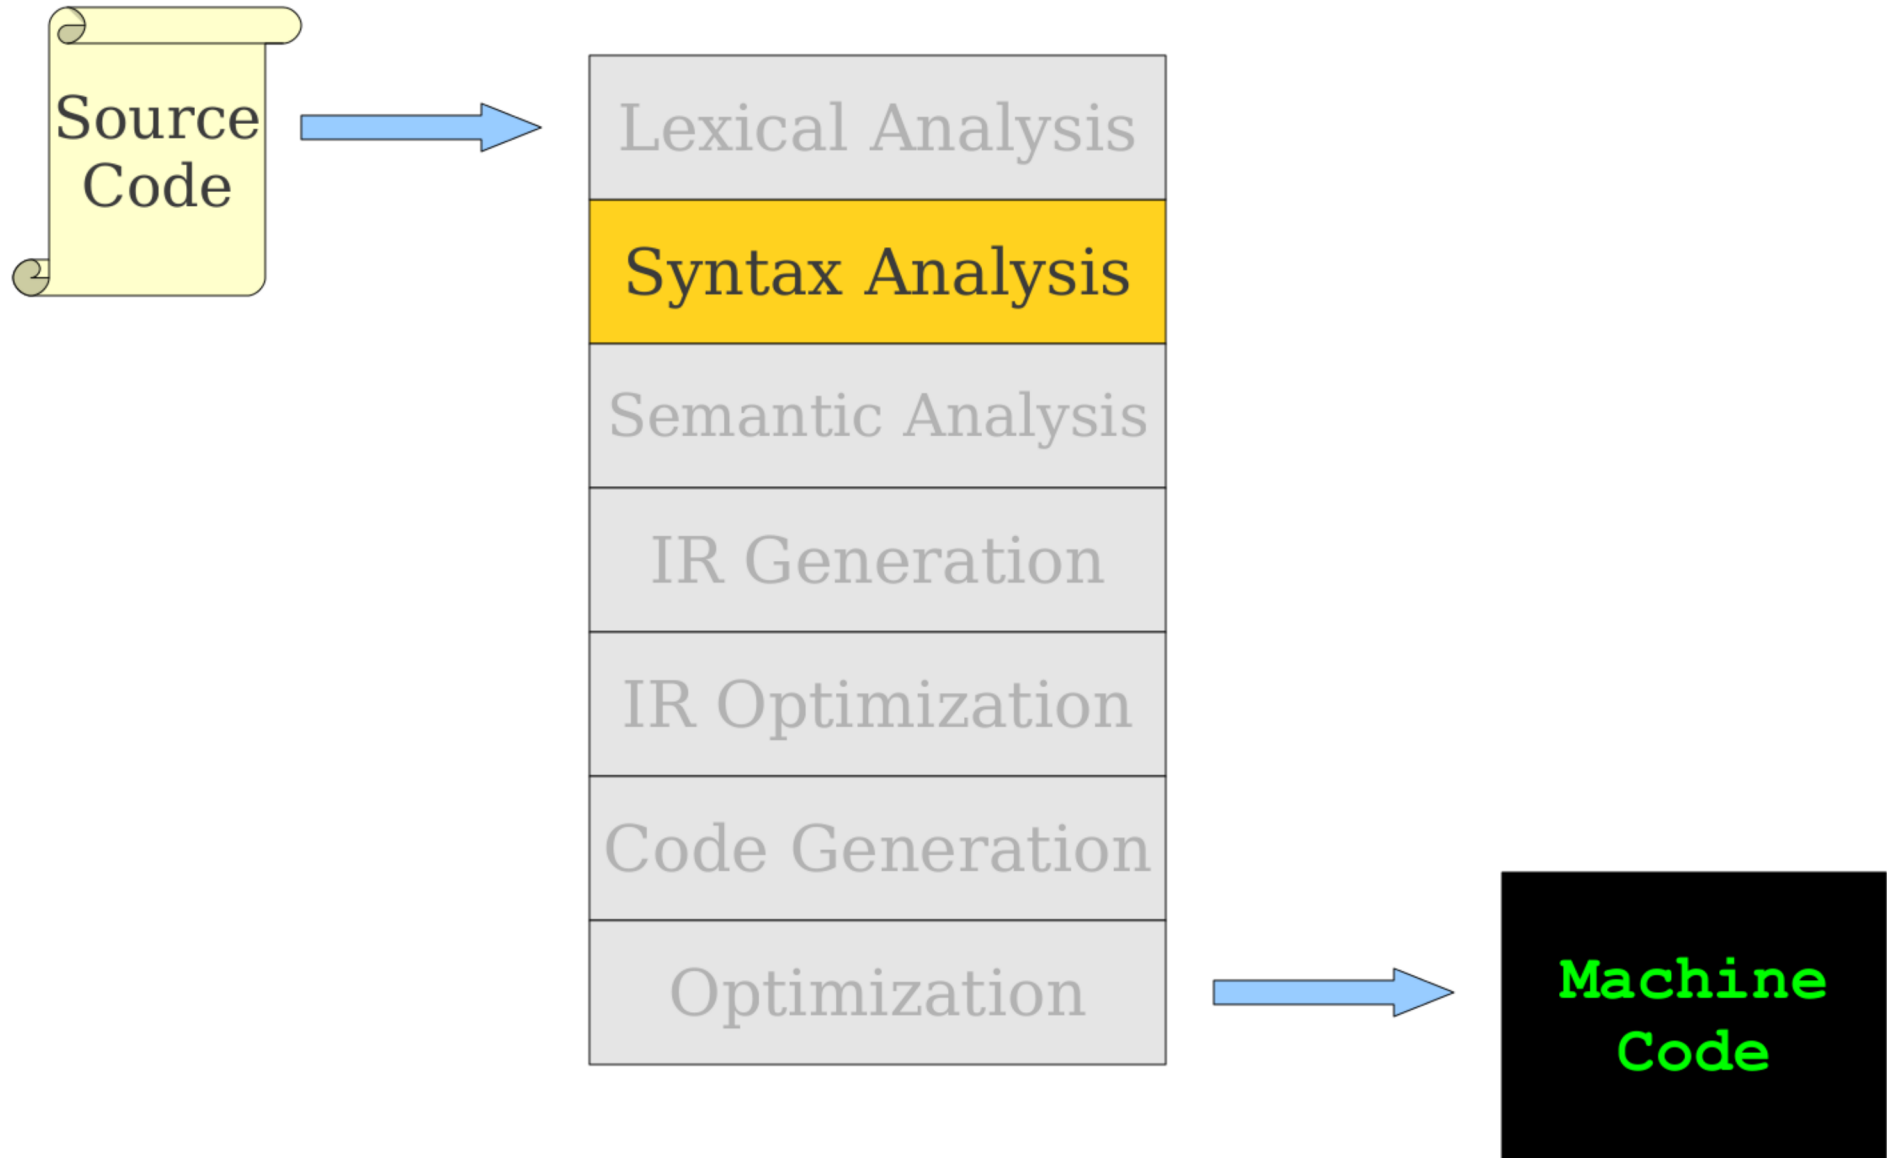 Source
Code
Lexical Analysis
Syntax Analysis
Semantic Analysis
IR Generation
IR Optimization
Code Generation
Optimization
Machine
Code